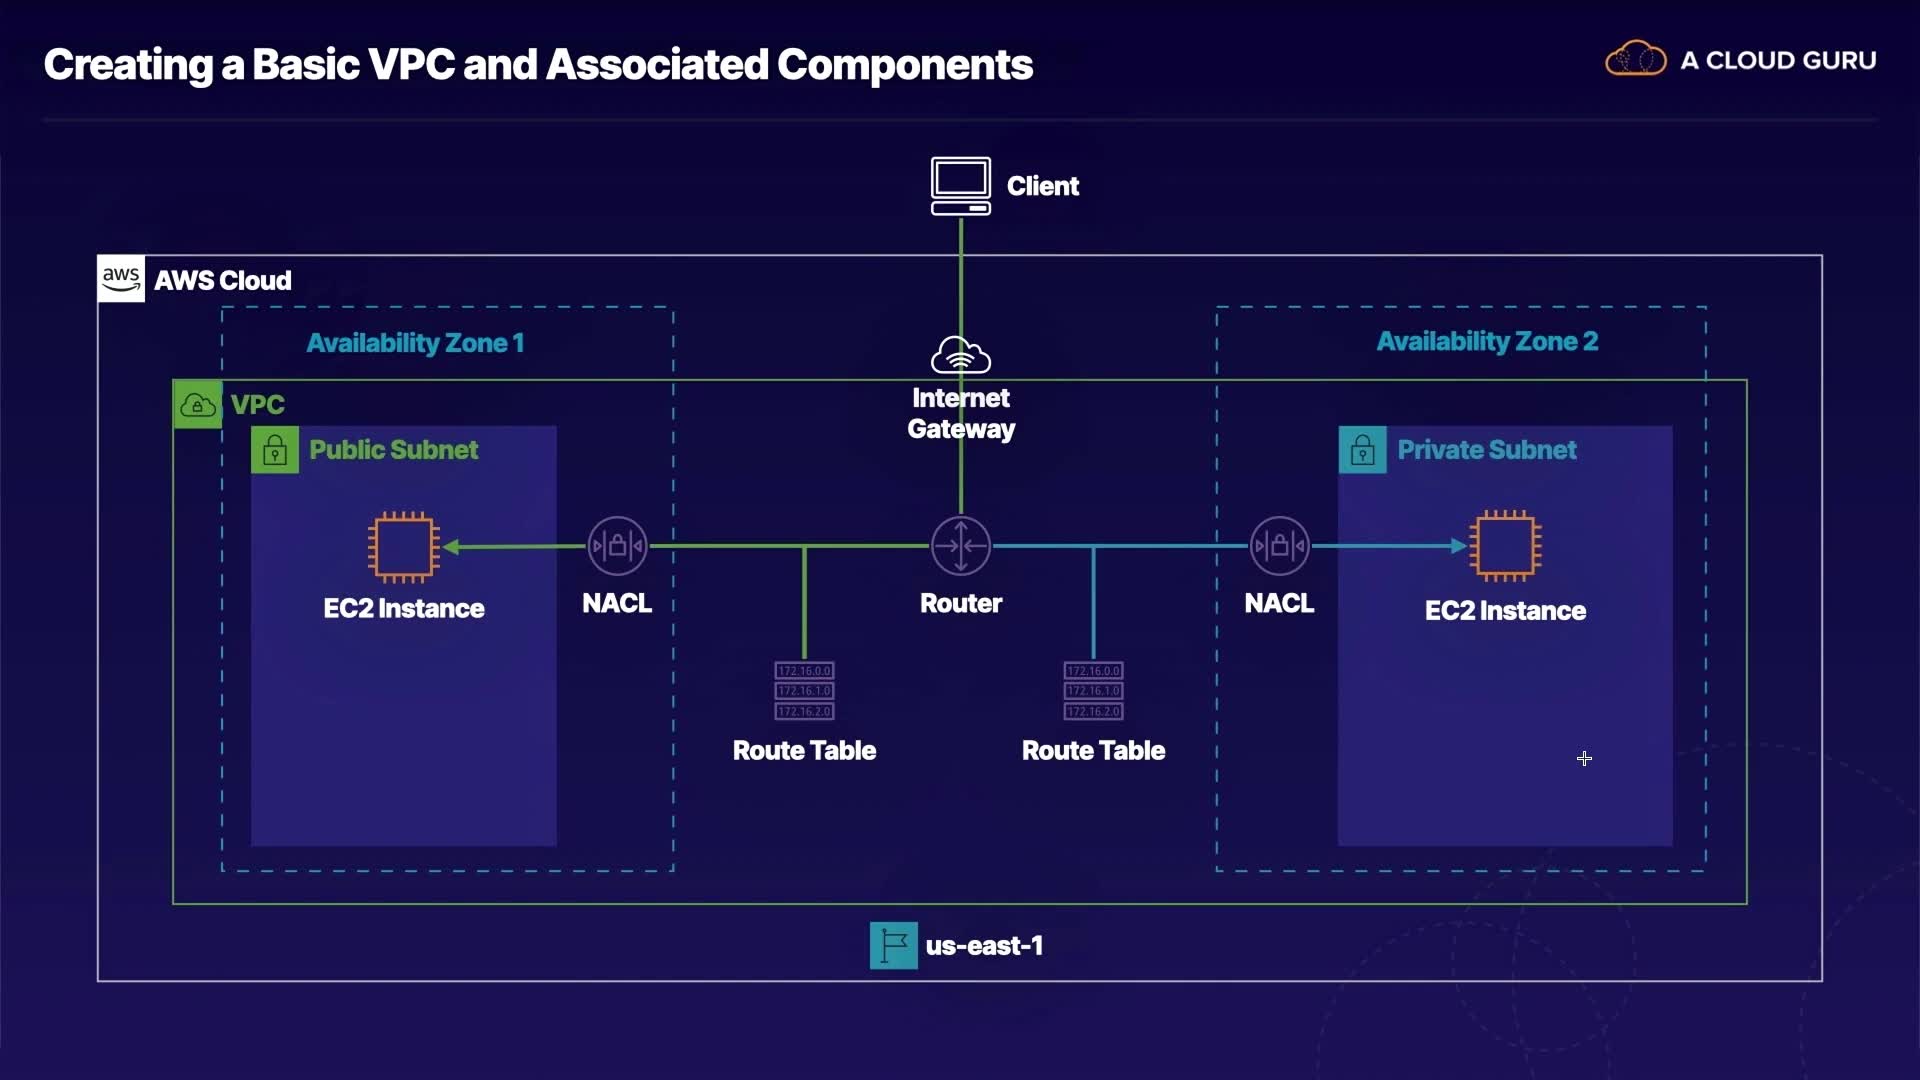 Creating a Basic VPC and Associated Components
A CLOUD GURU
Client
aws
AWS Cloud
Availability Zone 1
Availability Zone 2
VPC
Internet
Gateway
Public Subnet
Private Subnet
EC2 Instance
NACL
Router
NACL
EC2 Instance
172.16.0.0
172.16.1.0
172.16.2.0
Route Table
172.16.0.0
172.16.1.0
172.16.2.0
Route Table
us-east-1